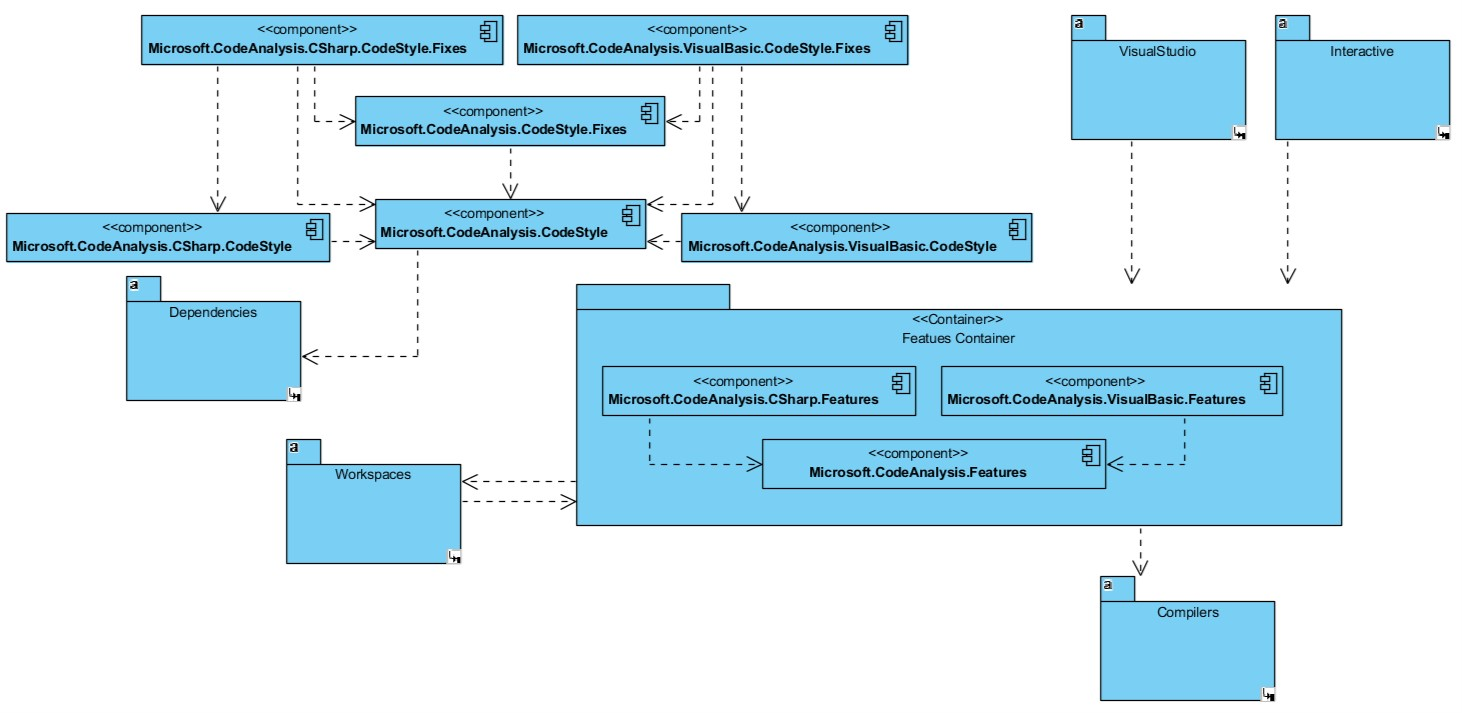 <<component>>
Microsoft.CodeAnalysis.CSharp.CodeStyle.Fixes
<<component>>
Microsoft.CodeAnalysis.VisualBasic.CodeStyle.Fixes
a
VisualStudio
a
Interactive
<<component>>
Microsoft.CodeAnalysis.CodeStyle.Fixes
<<component>>
Microsoft.CodeAnalysis.CSharp.CodeStyle
<<component>>
Microsoft.CodeAnalysis.CodeStyle
<<component>>
Microsoft.CodeAnalysis.VisualBasic.CodeStyle
a
Dependencies
<<Container>>
Featues Container
<<component>>
Microsoft.CodeAnalysis.CSharp.Features
<<component>>
Microsoft.CodeAnalysis.VisualBasic.Features
<<component>>
Microsoft.CodeAnalysis.Features
a
Workspaces
a
Compilers